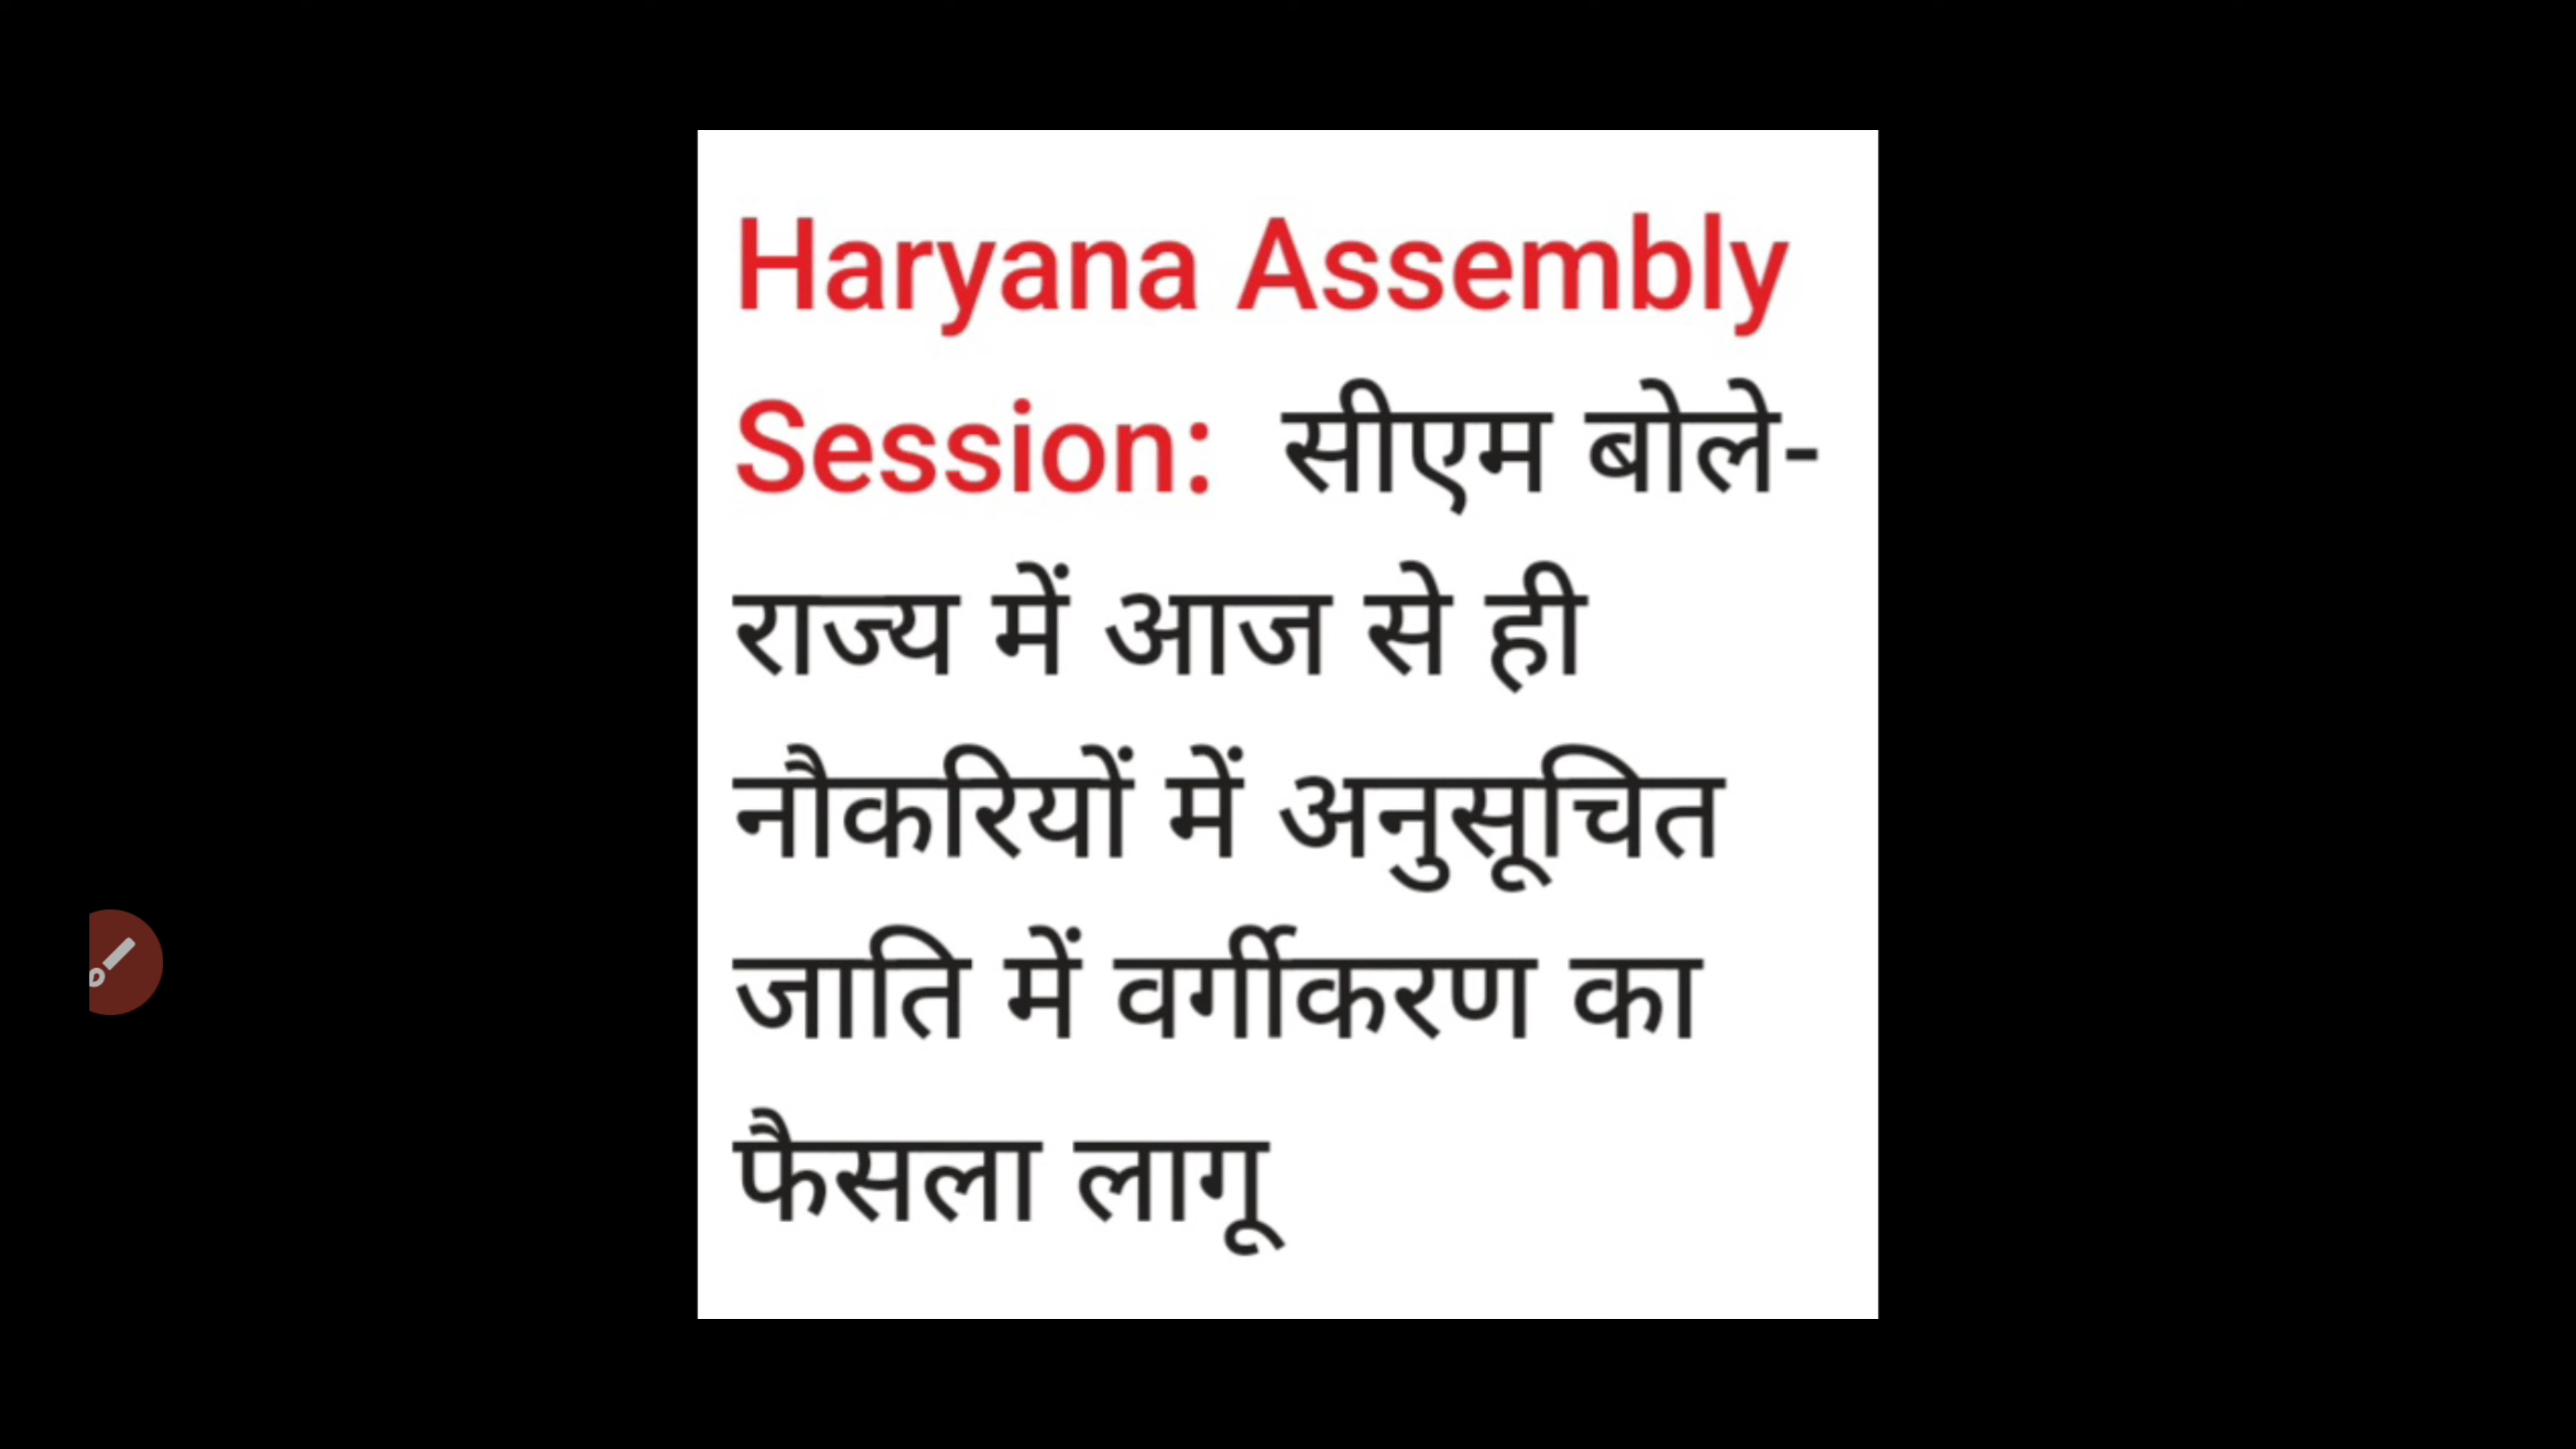 Haryana Assembly
Session: सीएम बोले-
राज्य में आज से ही
नौकरियों में अनुसूचित
जाति में वर्गीकरण का
फैसला लागू